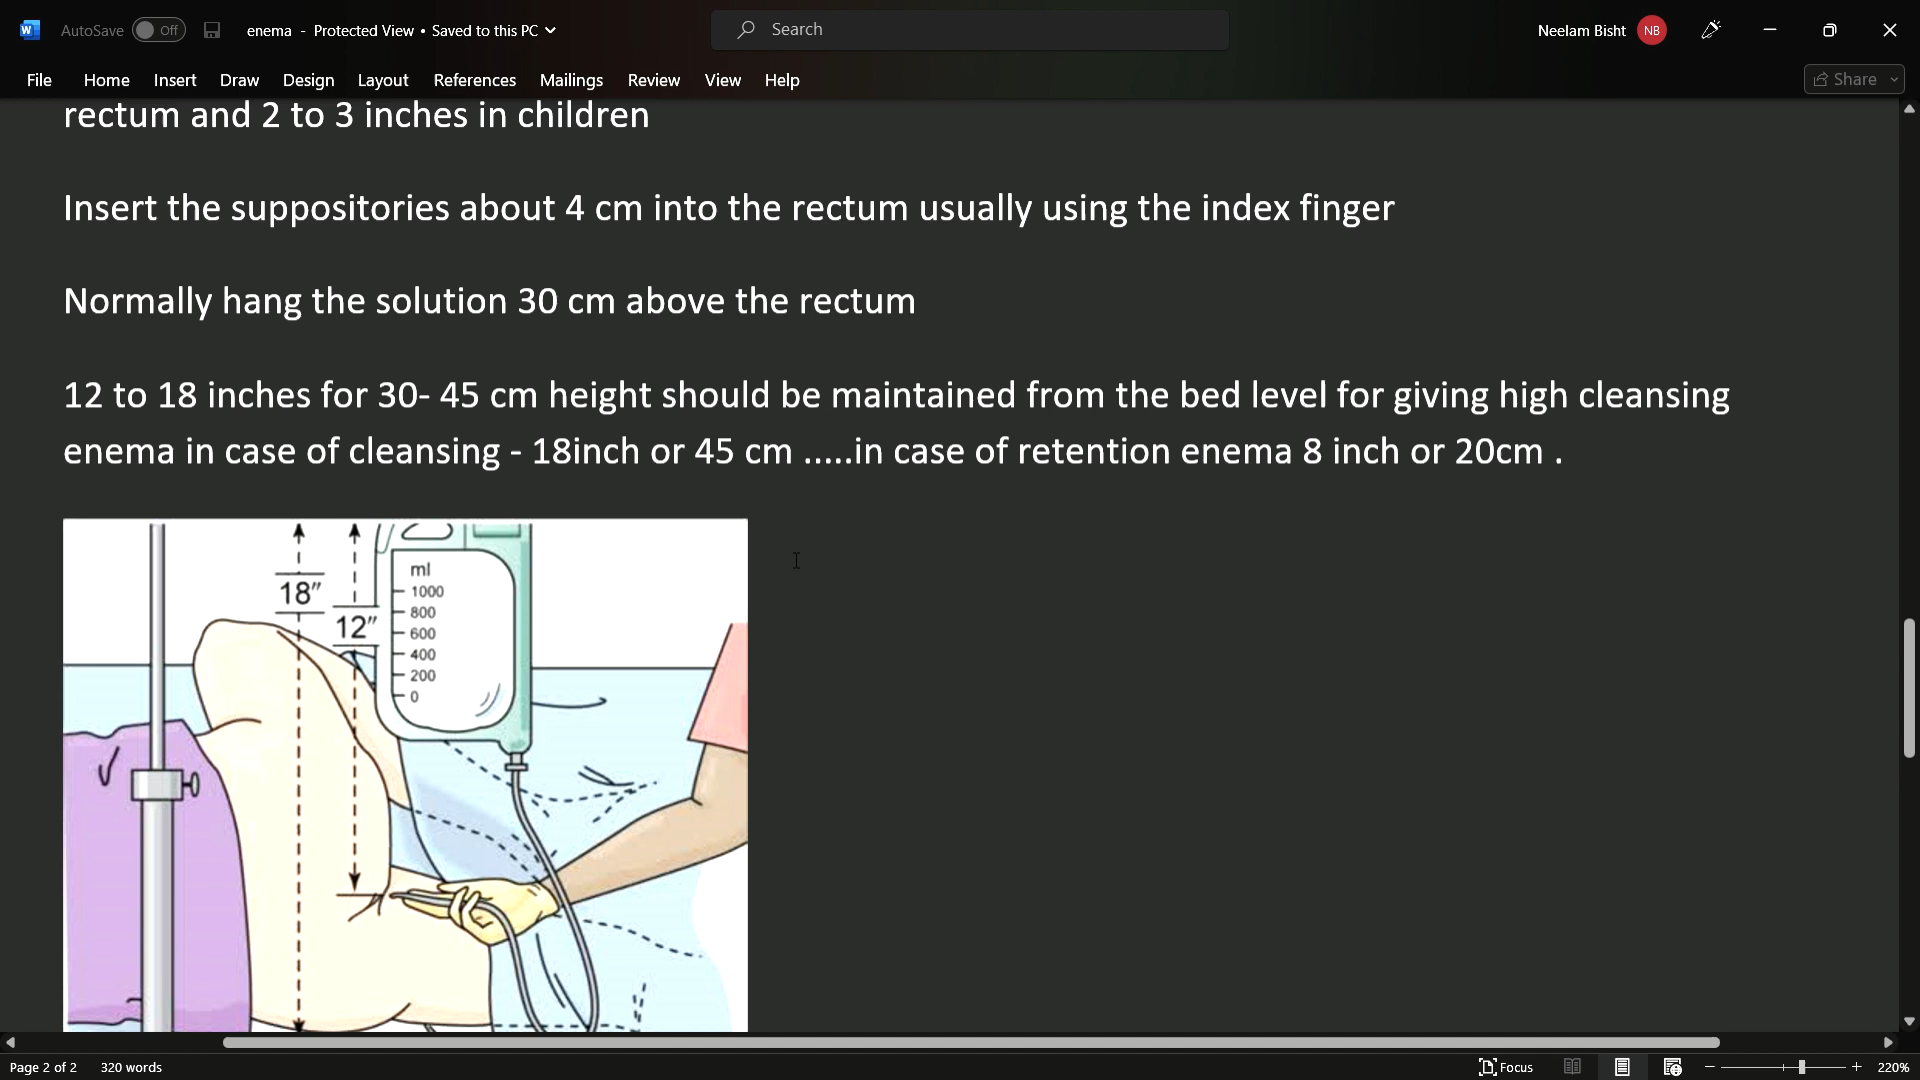 AutoSave Off enema - Protected View • Saved to this PC Search Neelam Bisht NB
File Home Insert Draw Design Layout References Mailings Review View Help Share
rectum and 2 to 3 inches in children
Insert the suppositories about 4 cm into the rectum usually using the index finger
Normally hang the solution 30 cm above the rectum
12 to 18 inches for 30- 45 cm height should be maintained from the bed level for giving high cleansing
enema in case of cleansing - 18inch or 45 cm .....in case of retention enema 8 inch or 20cm .
ml
18" 1000
800
12" 600
400
200
0
Page 2 of 2 320 words Focus 220%